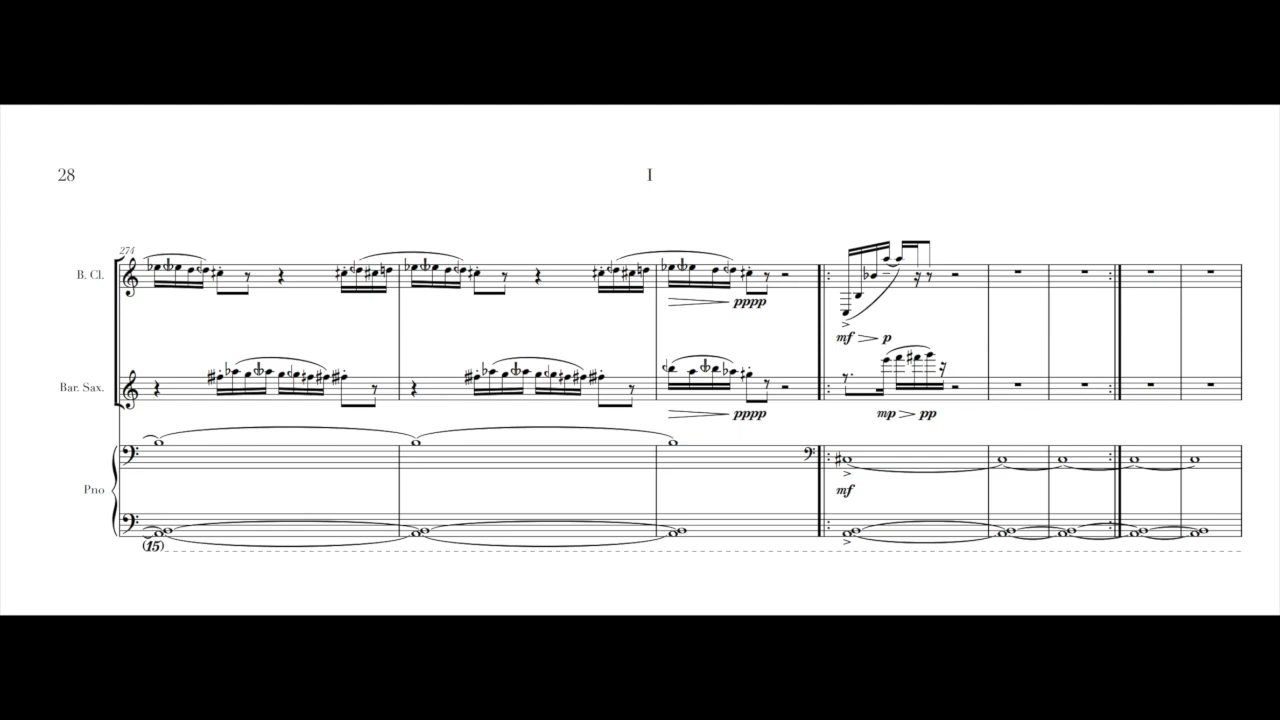 28
I
274
B. Cl.
pppp
mf p
Bar. Sax.
pppp
mp pp
Pno
mf
(15)